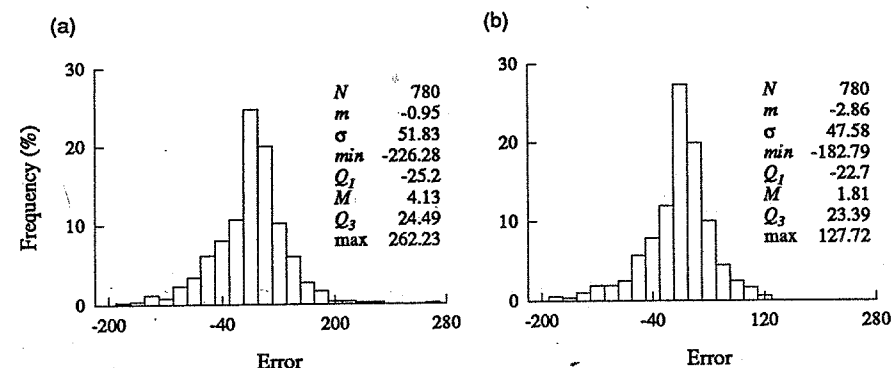 (a)
30
20
10
0
Frequency (%)
-200
-40
200
280
Error
N 780
m -0.95
σ 51.83
min -226.28
Q1 -25.2
M 4.13
Q3 24.49
max 262.23
(b)
30
20
10
0
-200
-40
120
280
Error
N 780
m -2.86
σ 47.58
min -182.79
Q1 -22.7
M 1.81
Q3 23.39
max 127.72